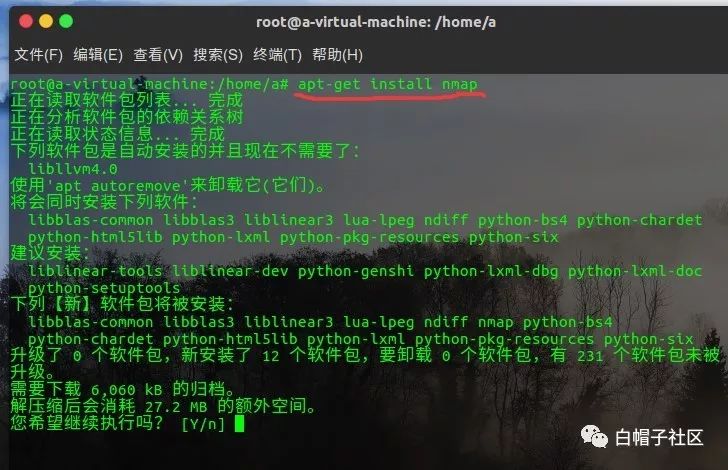 root@a-virtual-machine: /home/a
文件(F) 编辑(E) 查看(V) 搜索(S) 终端(T) 帮助(H)
root@a-virtual-machine:/home/a# apt-get install nmap
正在读取软件包列表... 完成
正在分析软件包的依赖关系树
正在读取状态信息... 完成
下列软件包是自动安装的并且现在不需要了：
libllvm4.0
使用'apt autoremove'来卸载它(它们)。
将会同时安装下列软件：
libblas-common libblas3 liblinear3 lua-lpeg ndiff python-bs4 python-chardet
python-html5lib python-lxml python-pkg-resources python-six
建议安装：
liblinear-tools liblinear-dev python-genshi python-lxml-dbg python-lxml-doc
python-setuptools
下列【新】软件包将被安装：
libblas-common libblas3 liblinear3 lua-lpeg ndiff nmap python-bs4
python-chardet python-html5lib python-lxml python-pkg-resources python-six
升级了 0 个软件包，新安装了 12 个软件包，要卸载 0 个软件包，有 231 个软件包未被
升级。
需要下载 6,060 kB 的归档。
解压缩后会消耗 27.2 MB 的额外空间。
您希望继续执行吗？ [Y/n]
白帽子社区